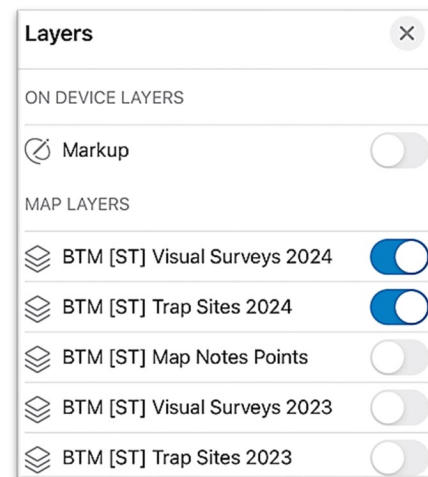 Layers
ON DEVICE LAYERS
Markup
MAP LAYERS
BTM [ST] Visual Surveys 2024
BTM [ST] Trap Sites 2024
BTM [ST] Map Notes Points
BTM [ST] Visual Surveys 2023
BTM [ST] Trap Sites 2023